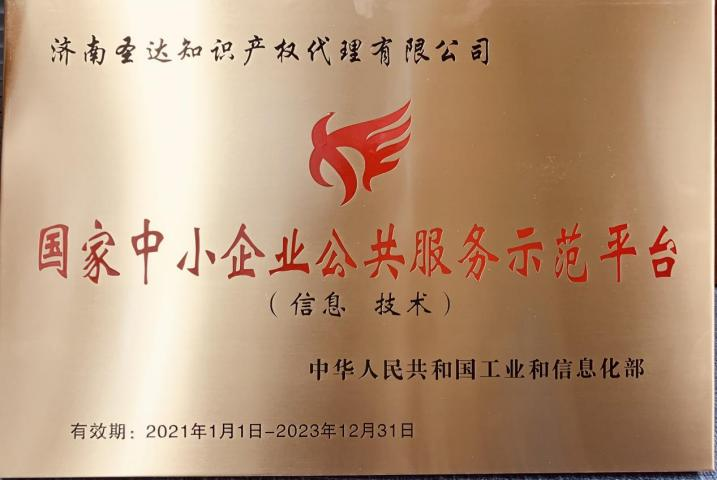 济南圣达知识产权代理有限公司
国家中小企业公共服务示范平台
（信息 技术）
中华人民共和国工业和信息化部
有效期：2021年1月1日-2023年12月31日